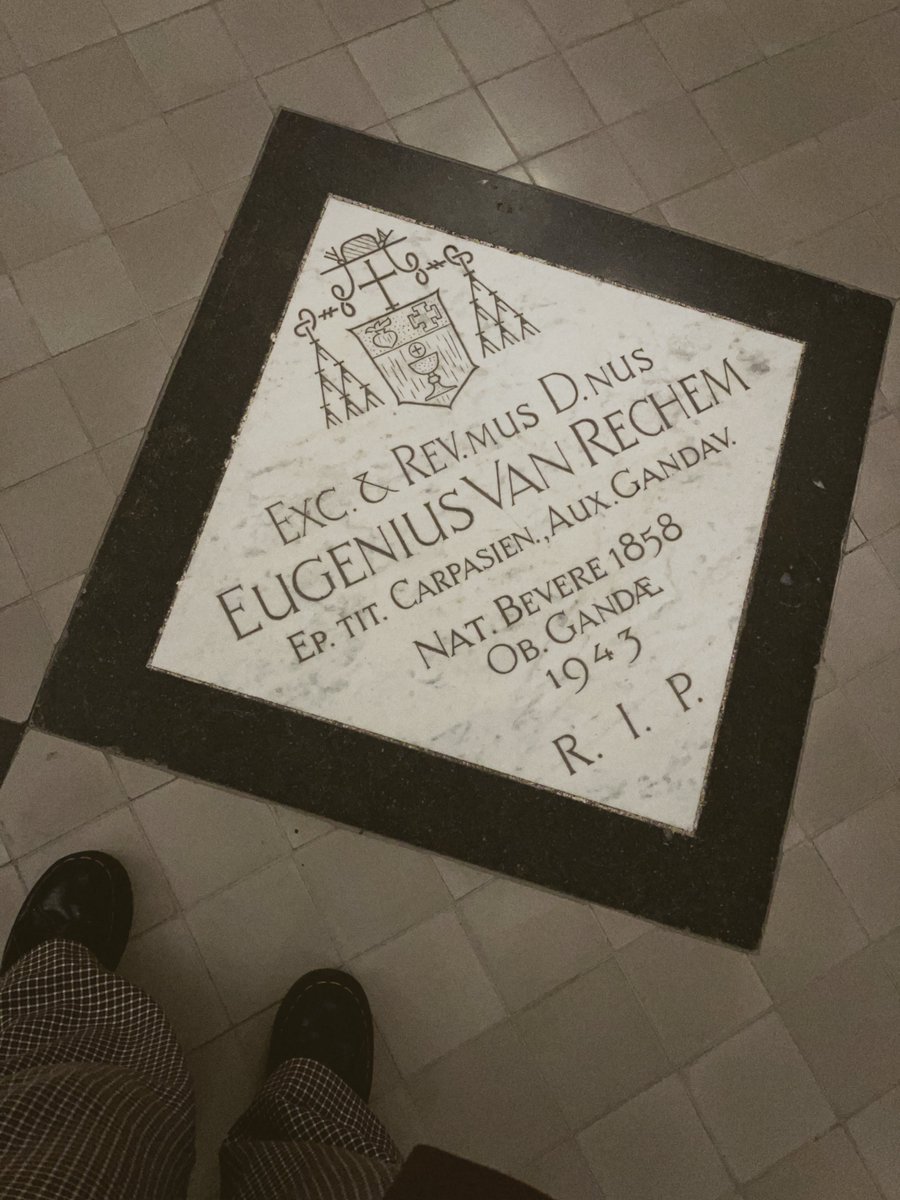 Exc. & Rev.mus D.nus
Eugenius Van Rechem
Ep. tit. Carpasien., Aux. Gandav.
Nat. Bevere 1858
Ob. Gandæ
1943
R. I. P.